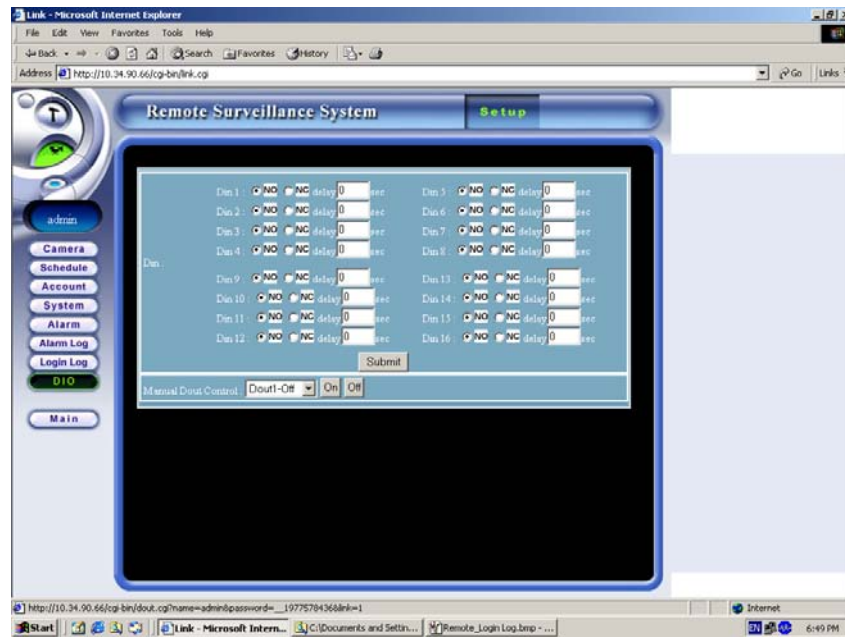 Link - Microsoft Internet Explorer
File Edit View Favorites Tools Help
Back Search Favorites History
Address http://10.34.90.66/cgi-bin/link.cgi Go Links
Remote Surveillance System Setup
admin
Camera
Schedule
Account
System
Alarm
Alarm Log
Login Log
DIO
Main
Din :
Din 1 : NO NC delay 0 sec Din 5 : NO NC delay 0 sec
Din 2 : NO NC delay 0 sec Din 6 : NO NC delay 0 sec
Din 3 : NO NC delay 0 sec Din 7 : NO NC delay 0 sec
Din 4 : NO NC delay 0 sec Din 8 : NO NC delay 0 sec
Din 9 : NO NC delay 0 sec Din 13 : NO NC delay 0 sec
Din 10 : NO NC delay 0 sec Din 14 : NO NC delay 0 sec
Din 11 : NO NC delay 0 sec Din 15 : NO NC delay 0 sec
Din 12 : NO NC delay 0 sec Din 16 : NO NC delay 0 sec
Submit
Manual Dout Control : Dout1-Off On Off
http://10.34.90.66/cgi-bin/dout.cgi?name=admin&password=__1977578436&link=1 Internet
Start Link - Microsoft Intern... C:\Documents and Settin... Remote_Login Log.bmp - ... EN 6:49 PM